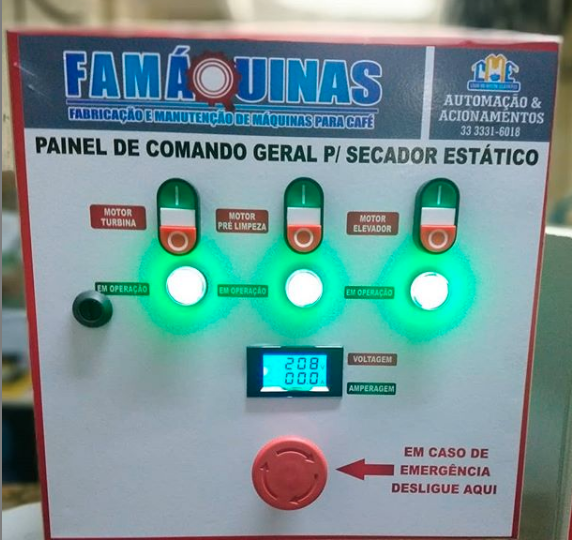 FAMÁQUINAS
FABRICAÇÃO E MANUTENÇÃO DE MÁQUINAS PARA CAFÉ
AUTOMAÇÃO &
ACIONAMENTOS
33 3331-6018
PAINEL DE COMANDO GERAL P/ SECADOR ESTÁTICO
MOTOR
TURBINA
MOTOR
PRÉ LIMPEZA
MOTOR
ELEVADOR
EM OPERAÇÃO
EM OPERAÇÃO
EM OPERAÇÃO
208
000
VOLTAGEM
AMPERAGEM
EM CASO DE
EMERGÊNCIA
DESLIGUE AQUI